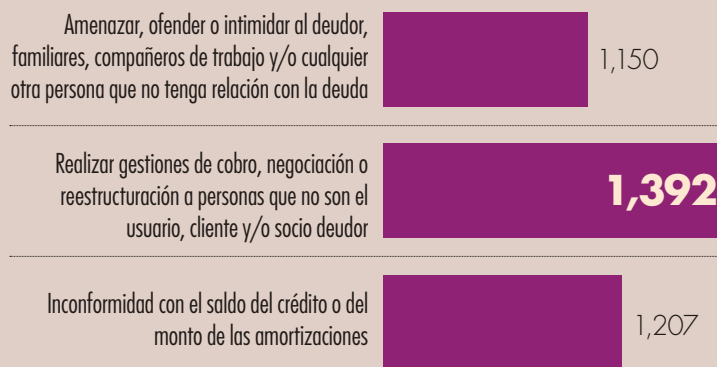 Amenazar, ofender o intimidar al deudor,
familiares, compañeros de trabajo y/o cualquier
otra persona que no tenga relación con la deuda
1,150
Realizar gestiones de cobro, negociación o
reestructuración a personas que no son el
usuario, cliente y/o socio deudor
1,392
Inconformidad con el saldo del crédito o del
monto de las amortizaciones
1,207